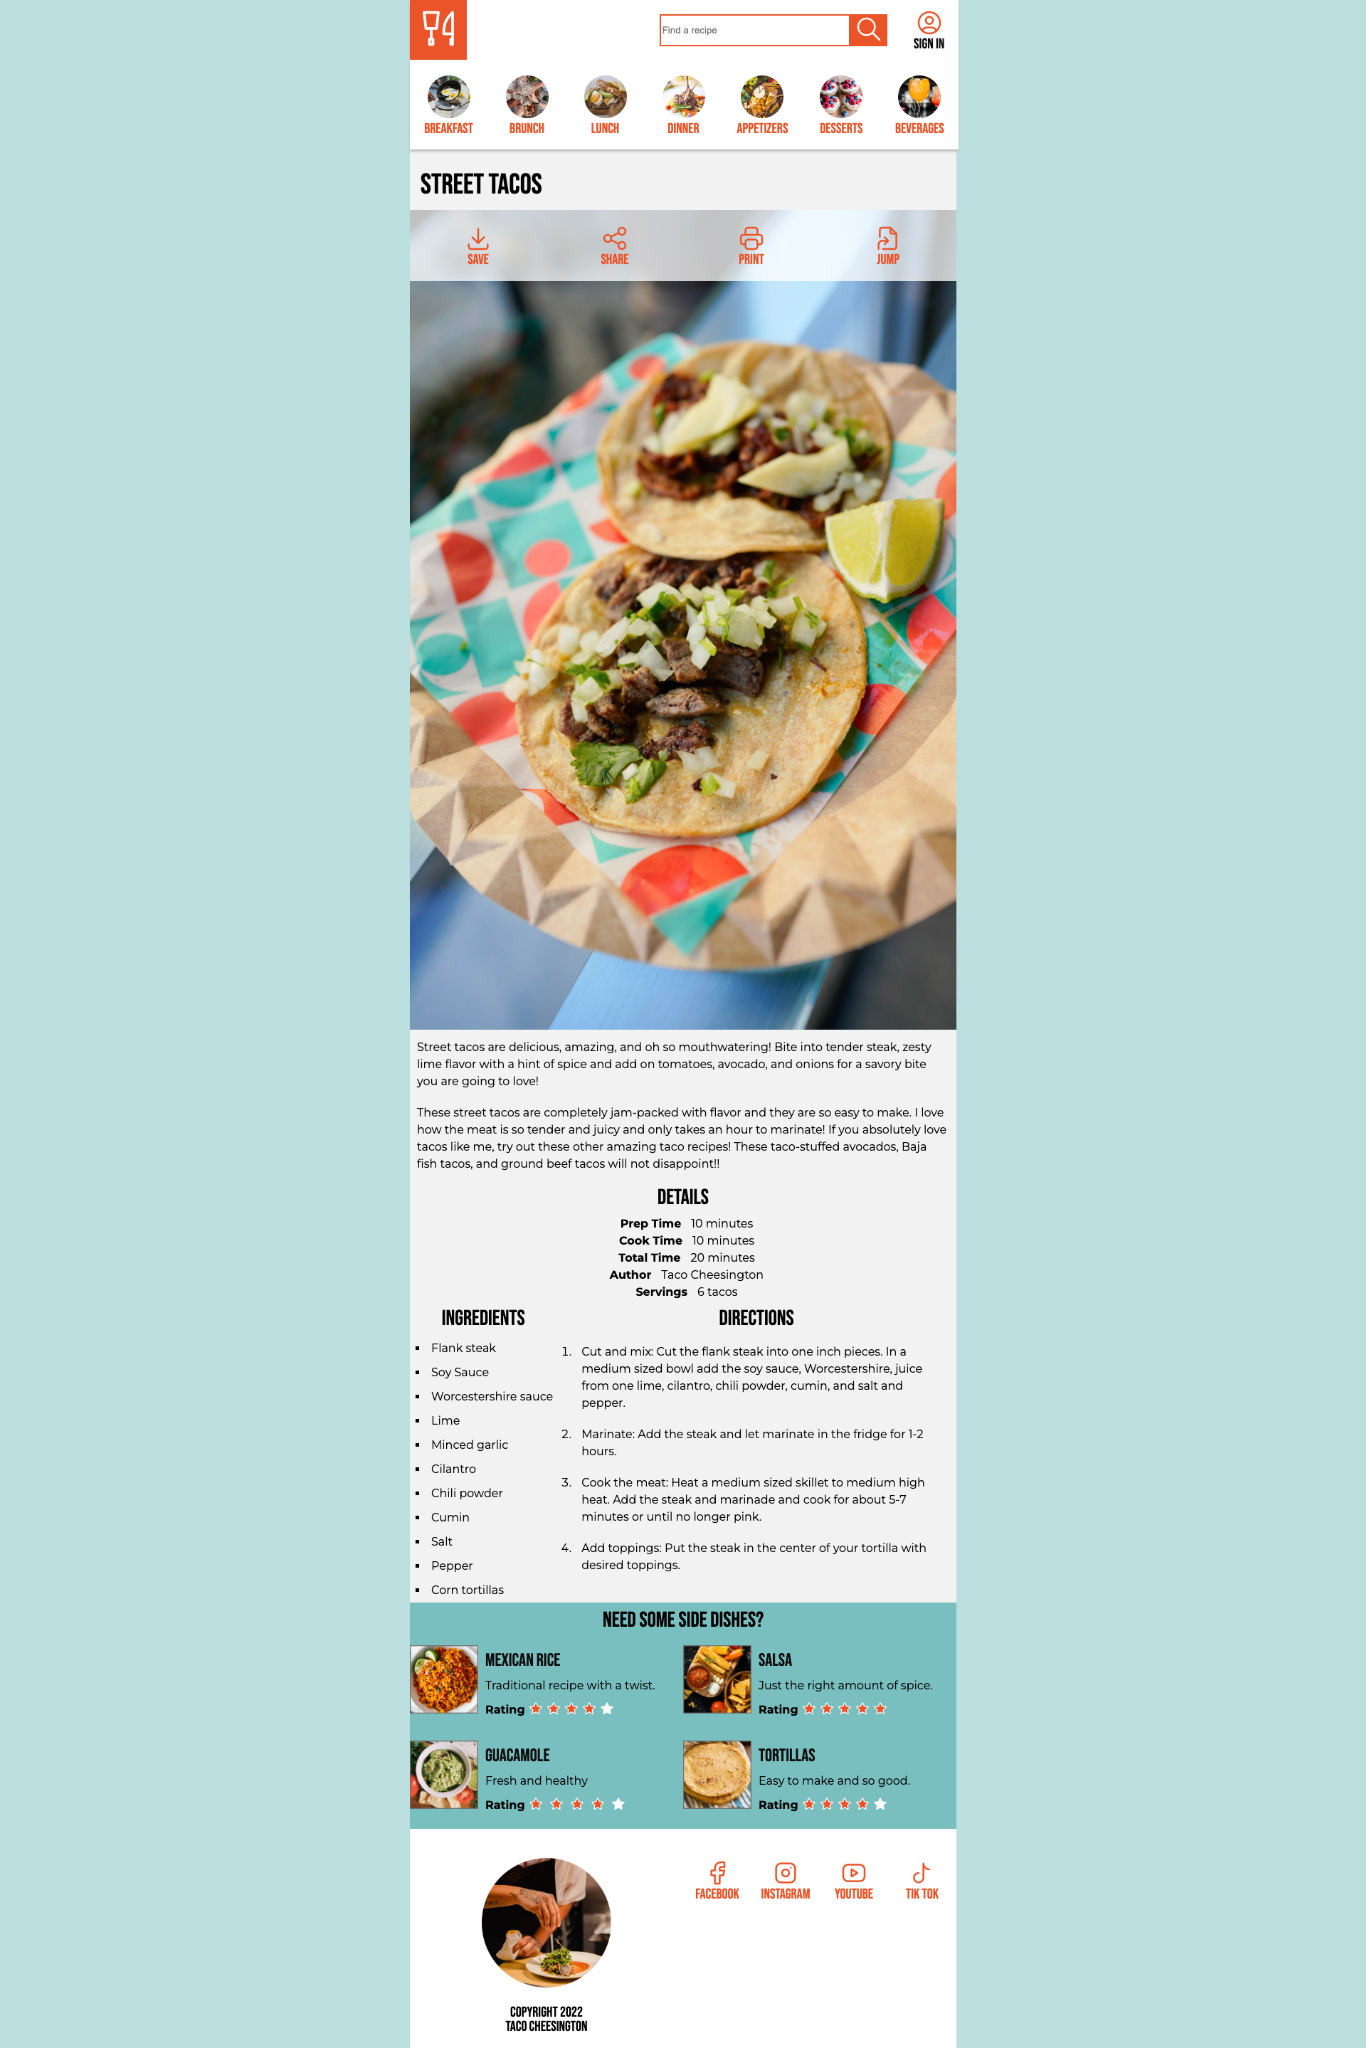 Find a recipe
SIGN IN
BREAKFAST
BRUNCH
LUNCH
DINNER
APPETIZERS
DESSERTS
BEVERAGES
STREET TACOS
SAVE
SHARE
PRINT
JUMP
Street tacos are delicious, amazing, and oh so mouthwatering! Bite into tender steak, zesty
lime flavor with a hint of spice and add on tomatoes, avocado, and onions for a savory bite
you are going to love!
These street tacos are completely jam-packed with flavor and they are so easy to make. I love
how the meat is so tender and juicy and only takes an hour to marinate! If you absolutely love
tacos like me, try out these other amazing taco recipes! These taco-stuffed avocados, Baja
fish tacos, and ground beef tacos will not disappoint!!
DETAILS
Prep Time 10 minutes
Cook Time 10 minutes
Total Time 20 minutes
Author Taco Cheesington
Servings 6 tacos
INGREDIENTS
Flank steak
Soy Sauce
Worcestershire sauce
Lime
Minced garlic
Cilantro
Chili powder
Cumin
Salt
Pepper
Corn tortillas
DIRECTIONS
1. Cut and mix: Cut the flank steak into one inch pieces. In a
medium sized bowl add the soy sauce, Worcestershire, juice
from one lime, cilantro, chili powder, cumin, and salt and
pepper.
2. Marinate: Add the steak and let marinate in the fridge for 1-2
hours.
3. Cook the meat: Heat a medium sized skillet to medium high
heat. Add the steak and marinade and cook for about 5-7
minutes or until no longer pink.
4. Add toppings: Put the steak in the center of your tortilla with
desired toppings.
NEED SOME SIDE DISHES?
MEXICAN RICE
Traditional recipe with a twist.
Rating
SALSA
Just the right amount of spice.
Rating
GUACAMOLE
Fresh and healthy
Rating
TORTILLAS
Easy to make and so good.
Rating
FACEBOOK
INSTAGRAM
YOUTUBE
TIK TOK
COPYRIGHT 2022
TACO CHEESINGTON